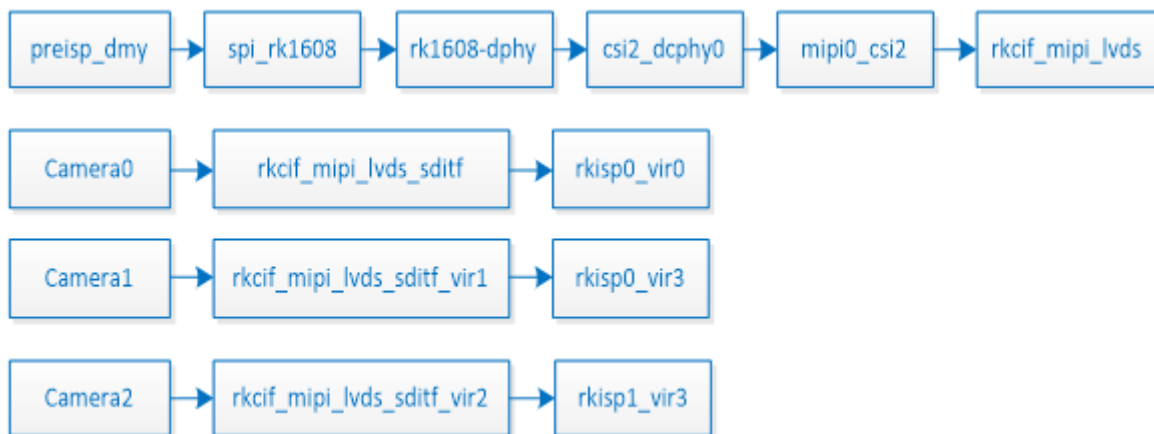 preisp_dmy spi_rk1608 rk1608-dphy csi2_dcphy0 mipi0_csi2 rkcif_mipi_lvds
Camera0 rkcif_mipi_lvds_sditf rkisp0_vir0
Camera1 rkcif_mipi_lvds_sditf_vir1 rkisp0_vir3
Camera2 rkcif_mipi_lvds_sditf_vir2 rkisp1_vir3